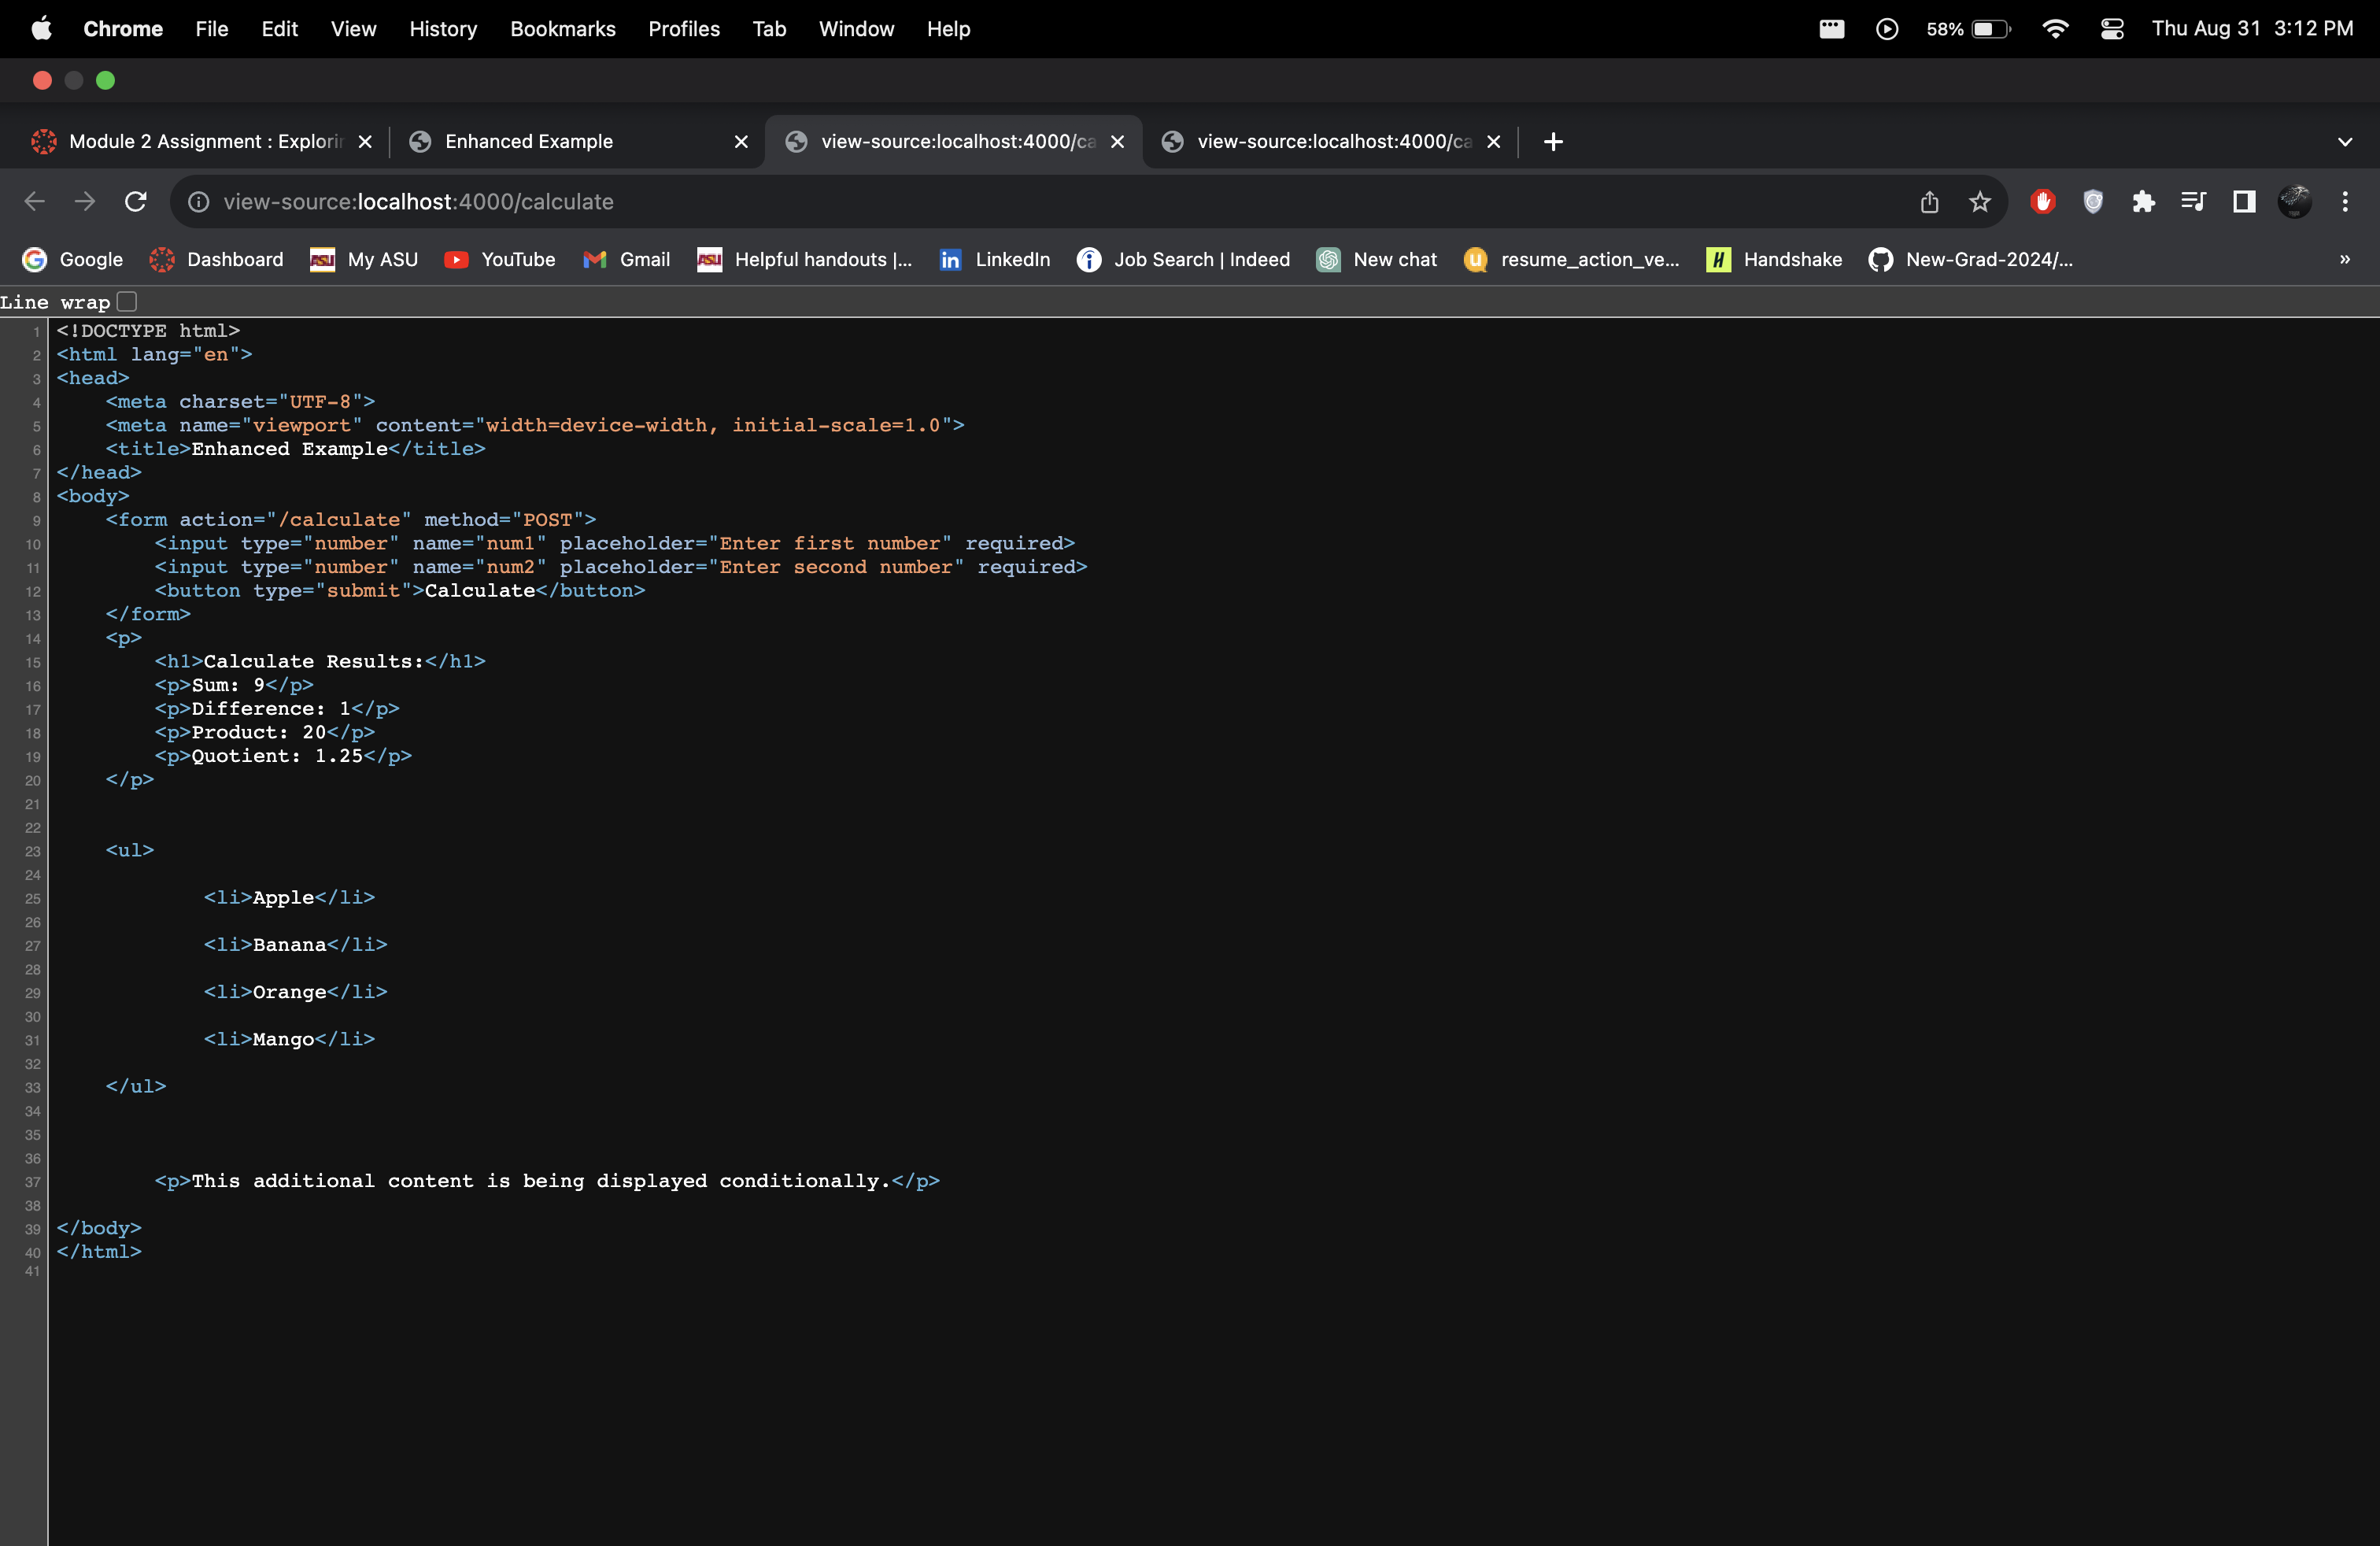 Chrome File Edit View History Bookmarks Profiles Tab Window Help 58% Thu Aug 31 3:12 PM
Module 2 Assignment : Explorin Enhanced Example view-source:localhost:4000/ca view-source:localhost:4000/ca
view-source:localhost:4000/calculate
Google Dashboard My ASU YouTube Gmail Helpful handouts |... LinkedIn Job Search | Indeed New chat resume_action_ve... Handshake New-Grad-2024/... »
Line wrap
1 <!DOCTYPE html>
2 <html lang="en">
3 <head>
4 <meta charset="UTF-8">
5 <meta name="viewport" content="width=device-width, initial-scale=1.0">
6 <title>Enhanced Example</title>
7 </head>
8 <body>
9 <form action="/calculate" method="POST">
10 <input type="number" name="num1" placeholder="Enter first number" required>
11 <input type="number" name="num2" placeholder="Enter second number" required>
12 <button type="submit">Calculate</button>
13 </form>
14 <p>
15 <h1>Calculate Results:</h1>
16 <p>Sum: 9</p>
17 <p>Difference: 1</p>
18 <p>Product: 20</p>
19 <p>Quotient: 1.25</p>
20 </p>
21
22
23 <ul>
24
25 <li>Apple</li>
26
27 <li>Banana</li>
28
29 <li>Orange</li>
30
31 <li>Mango</li>
32
33 </ul>
34
35
36
37 <p>This additional content is being displayed conditionally.</p>
38
39 </body>
40 </html>
41